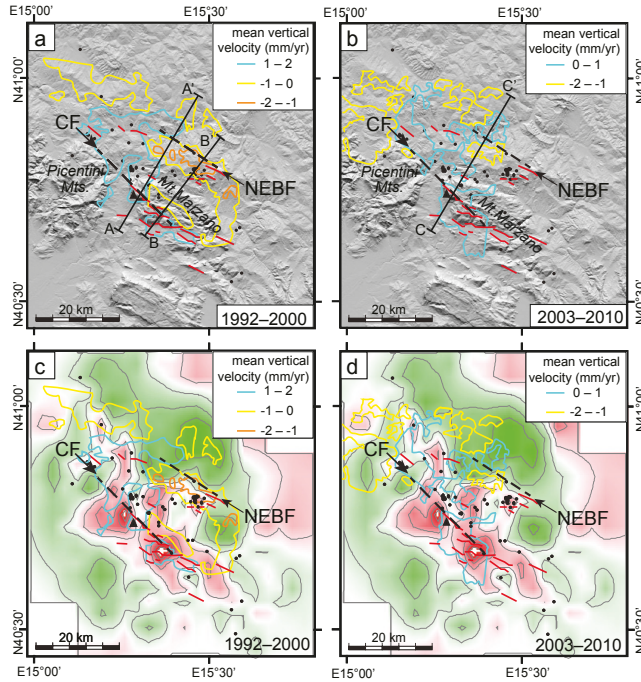 E15°00'
E15°30'
E15°00'
E15°30'
a
mean vertical
velocity (mm/yr)
1 – 2
-1 – 0
-2 – -1
N41°00'
CF
A'
B'
Picentini
Mts.
Mt.Marzano
NEBF
A
B
20 km
1992–2000
N40°30'
b
mean vertical
velocity (mm/yr)
0 – 1
-2 – -1
N41°00'
CF
C'
Picentini
Mts.
Mt.Marzano
NEBF
C
20 km
2003–2010
N40°30'
c
mean vertical
velocity (mm/yr)
1 – 2
-1 – 0
-2 – -1
N41°00'
CF
NEBF
20 km
1992–2000
N40°30'
d
mean vertical
velocity (mm/yr)
0 – 1
-2 – -1
N41°00'
CF
NEBF
20 km
2003–2010
N40°30'
E15°00'
E15°30'
E15°00'
E15°30'